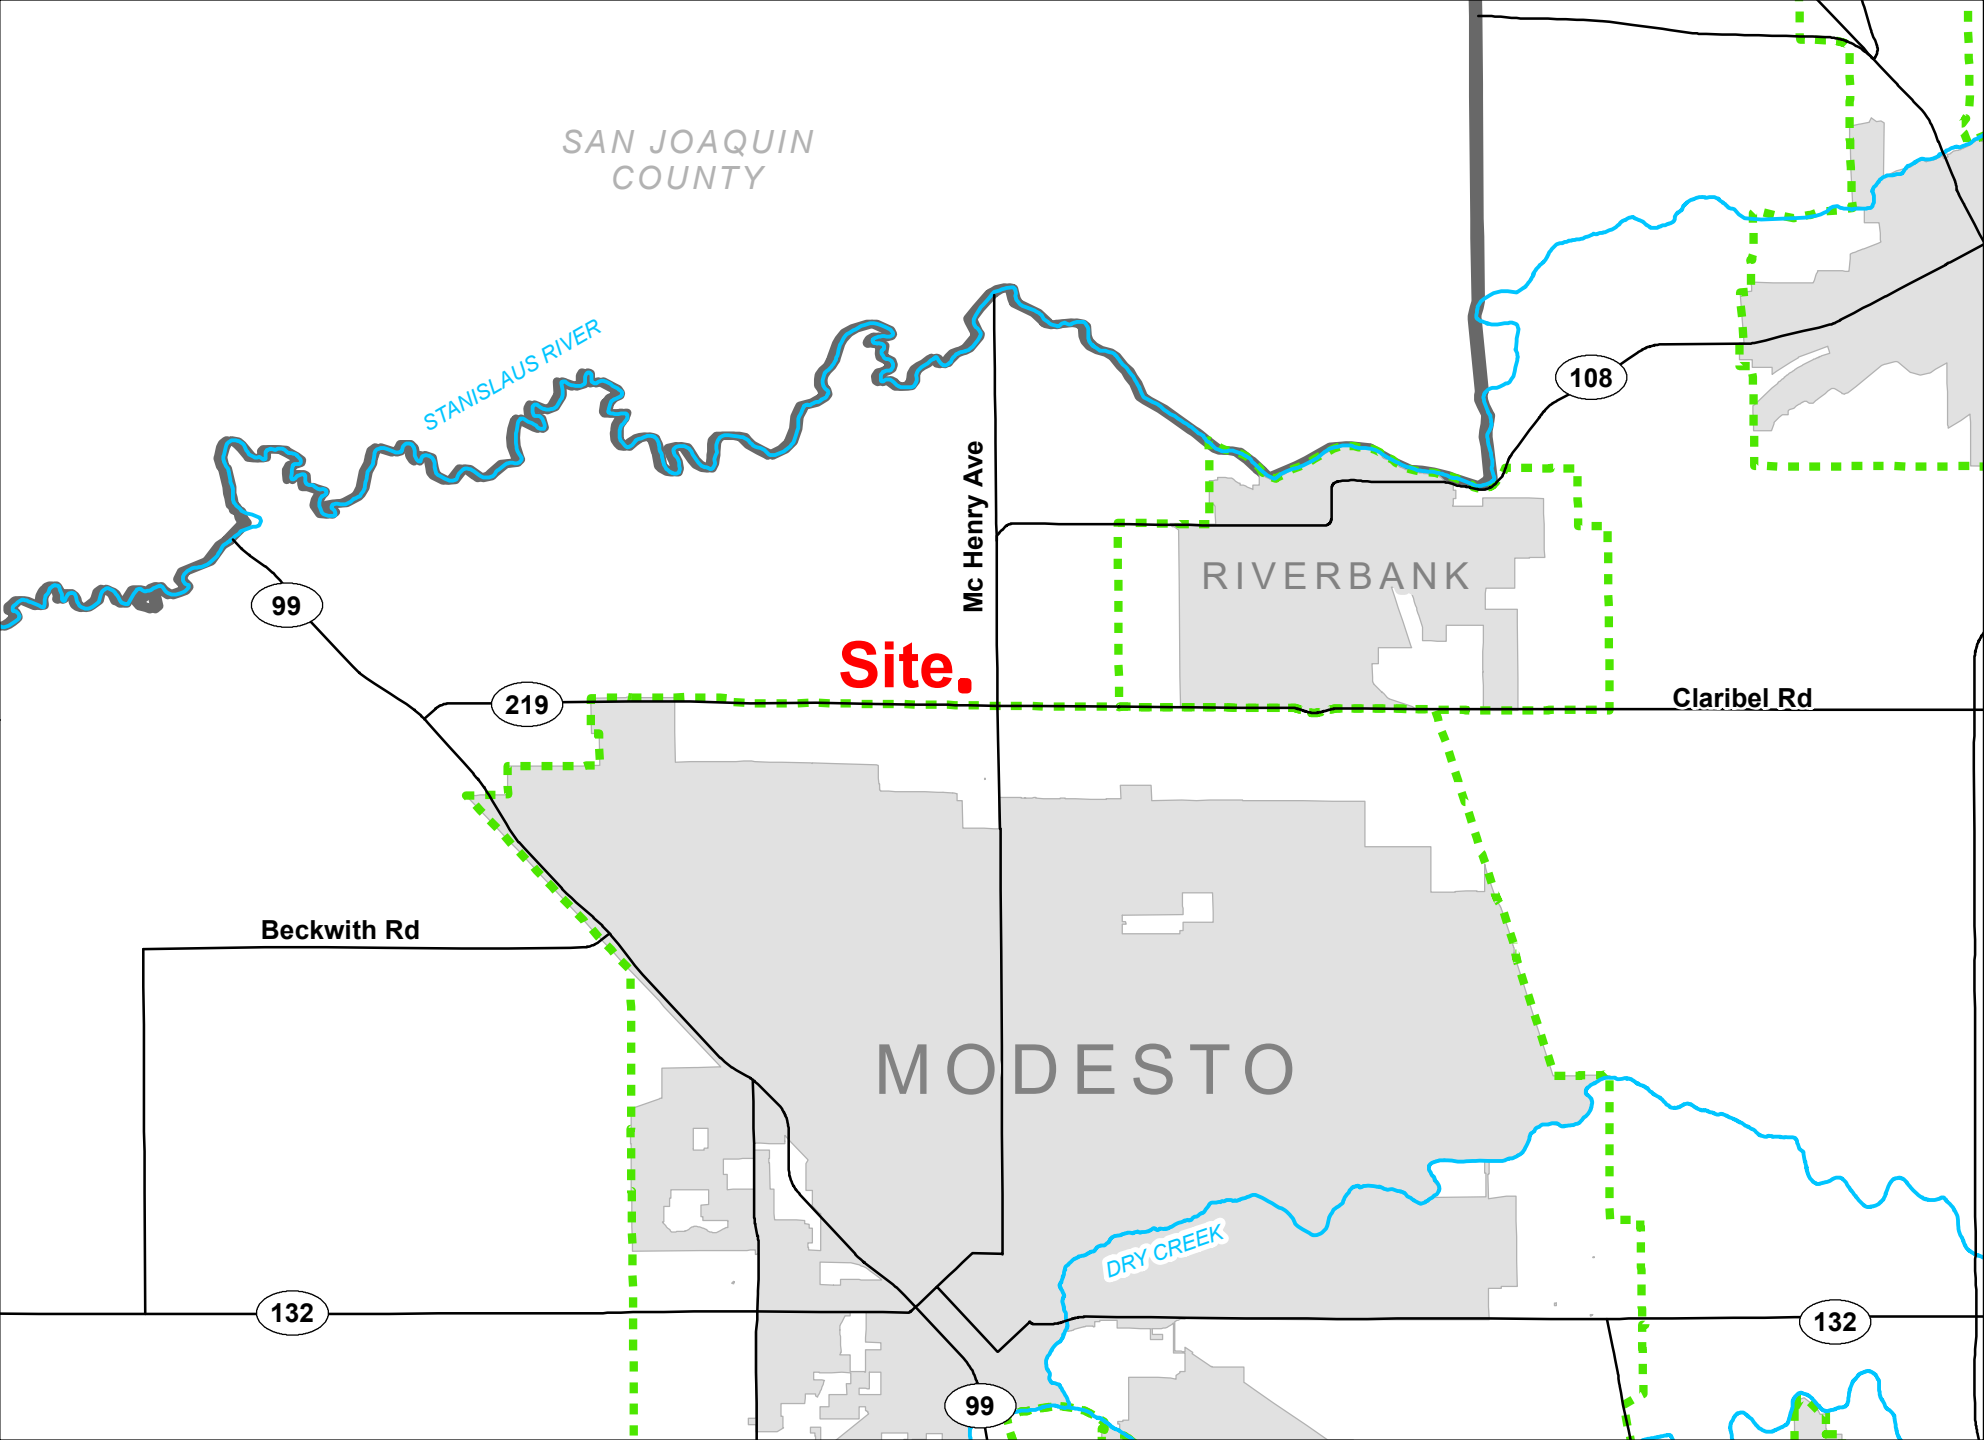 SAN JOAQUIN
COUNTY
STANISLAUS RIVER
108
Mc Henry Ave
RIVERBANK
99
Site.
219
Claribel Rd
Beckwith Rd
MODESTO
DRY CREEK
132
132
99